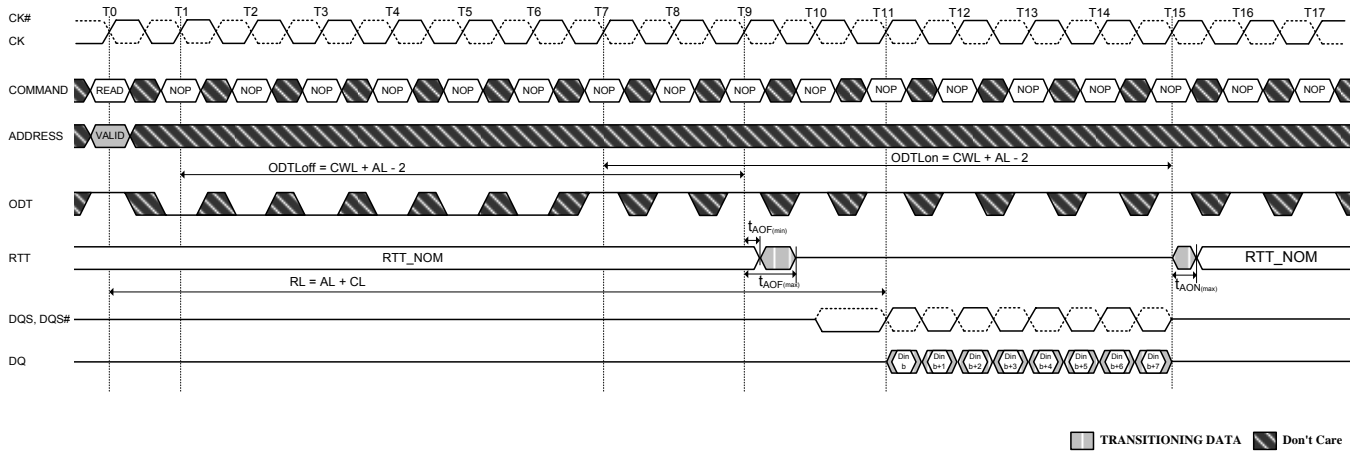 CK#
CK
T0 T1 T2 T3 T4 T5 T6 T7 T8 T9 T10 T11 T12 T13 T14 T15 T16 T17
COMMAND READ NOP NOP NOP NOP NOP NOP NOP NOP NOP NOP NOP NOP NOP NOP NOP NOP NOP
ADDRESS VALID
ODTLoff = CWL + AL - 2
ODTLon = CWL + AL - 2
ODT
tAOF(min)
RTT RTT_NOM RTT_NOM
tAOF(max)
tAON(max)
RL = AL + CL
DQS, DQS#
DQ
Din b
Din b+1
Din b+2
Din b+3
Din b+4
Din b+5
Din b+6
Din b+7
TRANSITIONING DATA
Don't Care